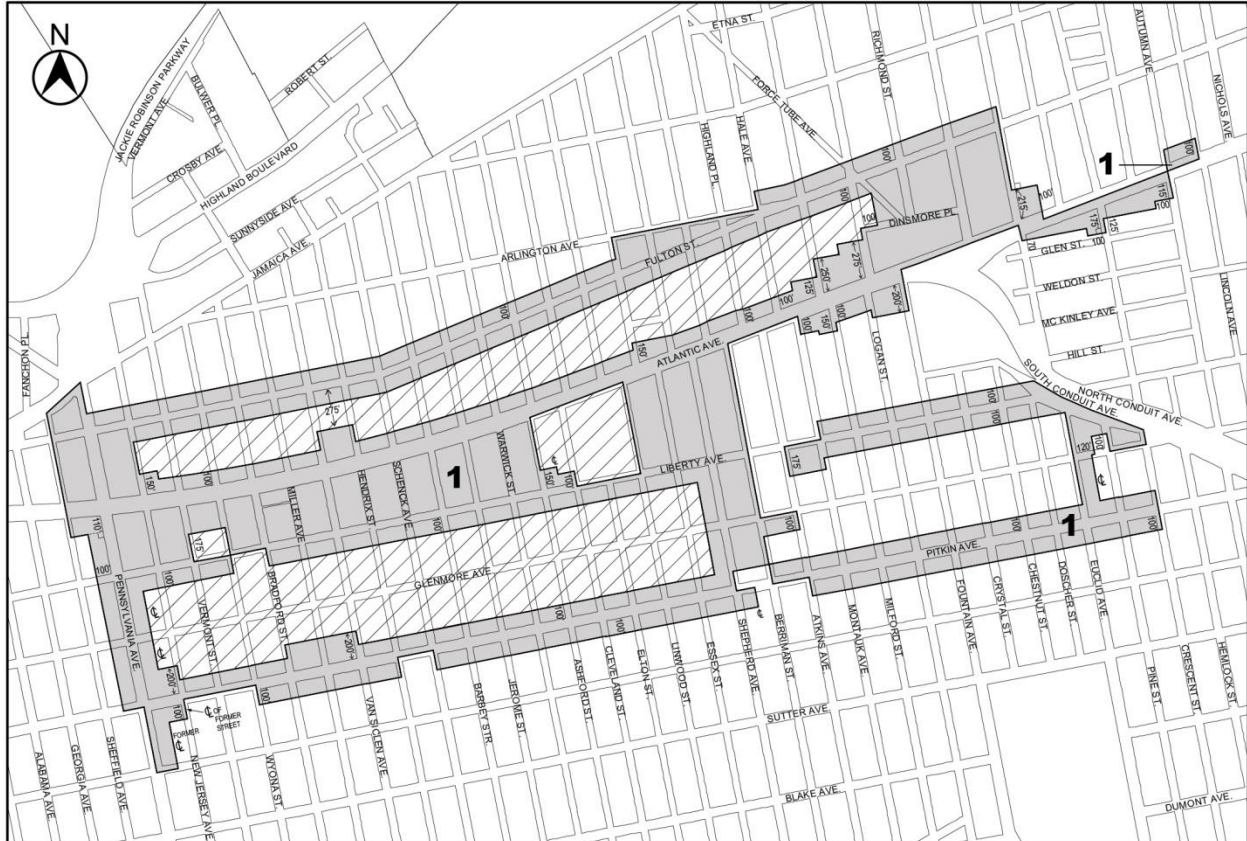 N
JACKIE ROBINSON PARKWAY
VERMONT AVE.
BULWER PL.
ROBERT ST.
CROSBY AVE.
HIGHLAND BOULEVARD
SUNNYSIDE AVE.
JAMAICA AVE.
FANCHON PL.
ETNA ST.
FORCE TUBE AVE.
RICHMOND ST.
AUTUMN AVE.
NICHOLS AVE.
HIGHLAND PL.
HALE AVE.
ARLINGTON AVE.
FULTON ST.
DINSMORE PL.
100'
100'
100'
100'
100'
1
100'
100'
215'
70'
175'
125'
115'
100'
100'
GLEN ST.
WELDON ST.
MC KINLEY AVE.
HILL ST.
LINCOLN AVE.
NORTH CONDUIT AVE.
SOUTH CONDUIT AVE.
275'
250'
125'
100'
100'
150'
100'
200'
LOGAN ST.
100'
150'
ATLANTIC AVE.
275'
100'
150'
100'
WARWICK ST.
SCHENCK AVE.
HENDRIX ST.
MILLER AVE.
1
150'
100'
LIBERTY AVE.
175'
100'
100'
120'
100'
110'
100'
175'
100'
100'
100'
100'
100'
1
100'
PITKIN AVE.
PENNSYLVANIA AVE.
VERMONT ST.
BRADFORD ST.
GLENMORE AVE.
200'
200'
100'
100'
100'
100'
OF
FORMER
STREET
FORMER
ALABAMA AVE.
GEORGIA AVE.
SHEFFIELD AVE.
NEW JERSEY AVE.
WYONA ST.
VAN SICLEN AVE.
BARBEY STR.
JEROME ST.
ASHFORD ST.
CLEVELAND ST.
ELTON ST.
LINWOOD ST.
ESSEX ST.
SHEPHERD AVE.
BERRIMAN ST.
ATKINS AVE.
MONTAUK AVE.
MILFORD ST.
FOUNTAIN AVE.
CRYSTAL ST.
CHESTNUT ST.
DOSCHER ST.
EUCLID AVE.
PINE ST.
CRESCENT ST.
HEMLOCK ST.
SUTTER AVE.
BLAKE AVE.
DUMONT AVE.